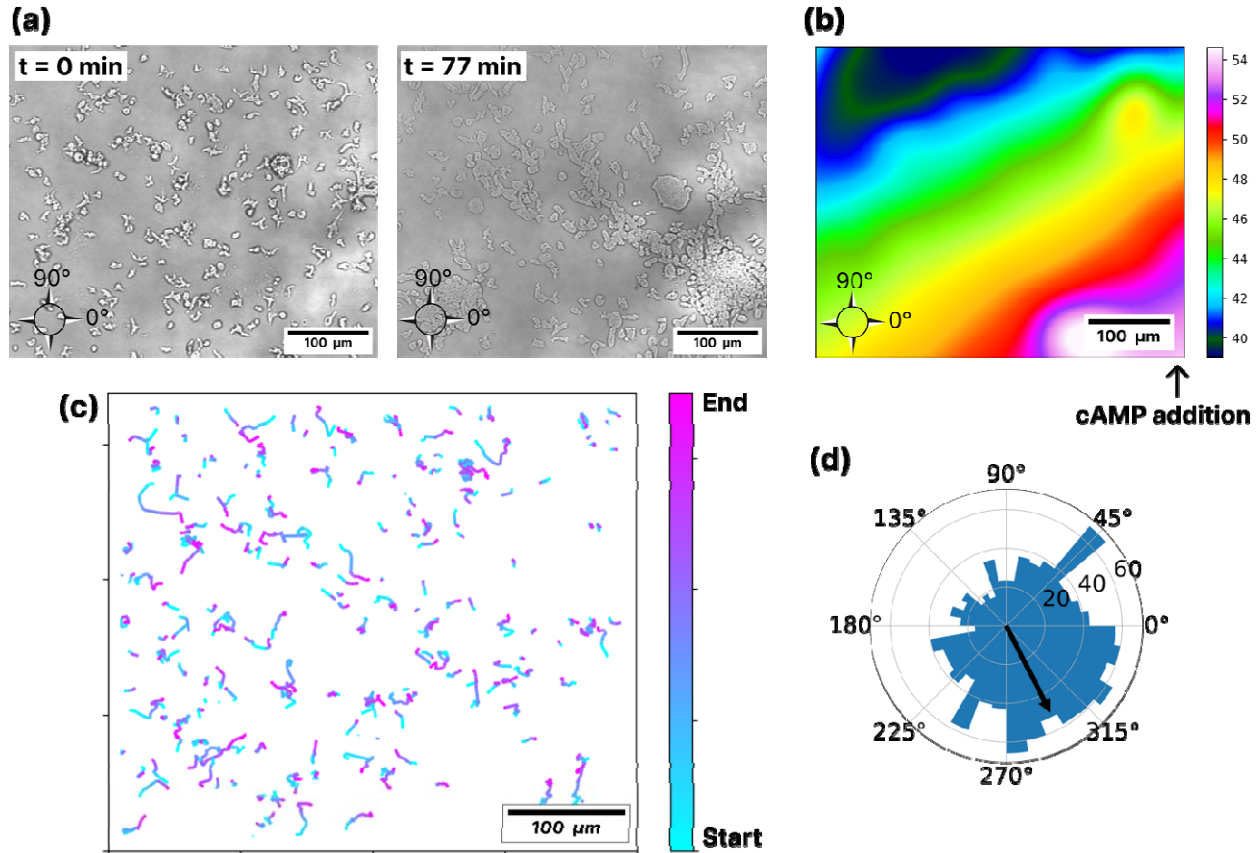 (a)
t = 0 min
90°
0°
100 µm
t = 77 min
90°
0°
100 µm
(b)
90°
0°
100 µm
54
52
50
48
46
44
42
40
cAMP addition
(c)
End
Start
100 µm
(d)
90°
135°
45°
60
40
20
180°
0°
225°
315°
270°